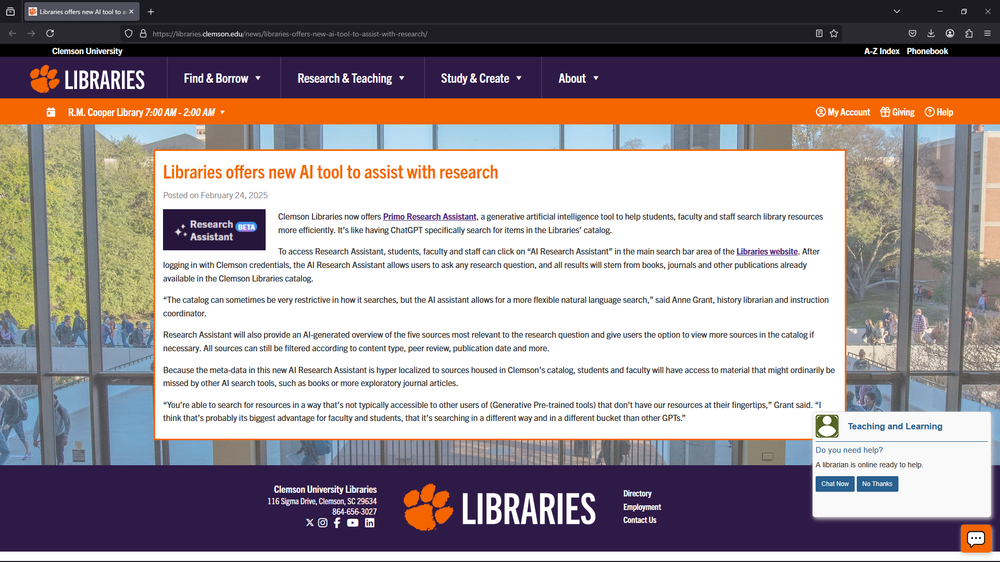 Libraries offers new AI tool to a
https://libraries.clemson.edu/news/libraries-offers-new-ai-tool-to-assist-with-research/
Clemson University
A-Z Index Phonebook
LIBRARIES
Find & Borrow
Research & Teaching
Study & Create
About
R.M. Cooper Library 7:00 AM - 2:00 AM
My Account
Giving
Help
Libraries offers new AI tool to assist with research
Posted on February 24, 2025
Research Assistant BETA
Clemson Libraries now offers Primo Research Assistant, a generative artificial intelligence tool to help students, faculty and staff search library resources
more efficiently. It’s like having ChatGPT specifically search for items in the Libraries’ catalog.
To access Research Assistant, students, faculty and staff can click on “AI Research Assistant” in the main search bar area of the Libraries website. After
logging in with Clemson credentials, the AI Research Assistant allows users to ask any research question, and all results will stem from books, journals and other publications already
available in the Clemson Libraries catalog.
“The catalog can sometimes be very restrictive in how it searches, but the AI assistant allows for a more flexible natural language search,” said Anne Grant, history librarian and instruction
coordinator.
Research Assistant will also provide an AI-generated overview of the five sources most relevant to the research question and give users the option to view more sources in the catalog if
necessary. All sources can still be filtered according to content type, peer review, publication date and more.
Because the meta-data in this new AI Research Assistant is hyper localized to sources housed in Clemson’s catalog, students and faculty will have access to material that might ordinarily be
missed by other AI search tools, such as books or more exploratory journal articles.
“You’re able to search for resources in a way that’s not typically accessible to other users of (Generative Pre-trained tools) that don’t have our resources at their fingertips,” Grant said. “I
think that’s probably its biggest advantage for faculty and students, that it’s searching in a different way and in a different bucket than other GPTs.”
Teaching and Learning
Do you need help?
A librarian is online ready to help.
Chat Now
No Thanks
Clemson University Libraries
116 Sigma Drive, Clemson, SC 29634
864-656-3027
LIBRARIES
Directory
Employment
Contact Us